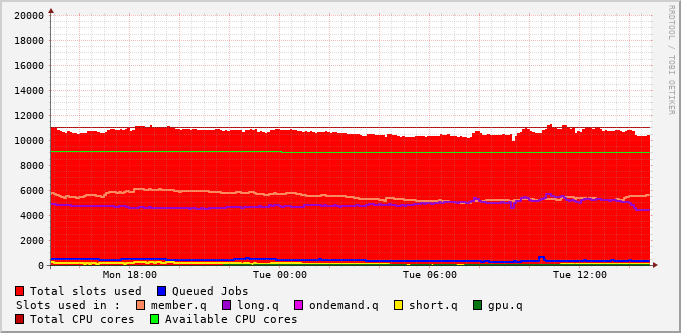 20000
18000
16000
14000
12000
10000
8000
6000
4000
2000
0
Mon 18:00 Tue 00:00 Tue 06:00 Tue 12:00
Total slots used Queued Jobs
Slots used in : member.q long.q ondemand.q short.q gpu.q
Total CPU cores Available CPU cores
RRDTOOL / TOBI OETIKER